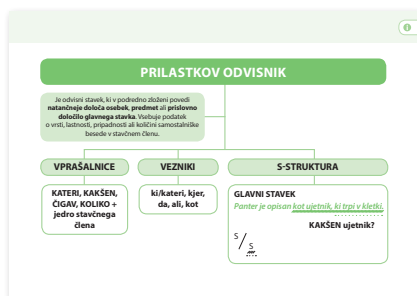 PRILASTKOV ODVISNIK
Je odvisni stavek, ki v podredno zloženi povedi
natančneje določa osebek, predmet ali prislovno
določilo glavnega stavka. Vsebuje podatek
o vrsti, lastnosti, pripadnosti ali količini samostalniške
besede v stavčnem členu.
VPRAŠALNICE
VEZNIKI
S-STRUKTURA
KATERI, KAKŠEN,
ČIGAV, KOLIKO +
jedro stavčnega
člena
ki/kateri, kjer,
da, ali, kot
GLAVNI STAVEK
Panter je opisan kot ujetnik, ki trpi v kletki.
KAKŠEN ujetnik?
S
S